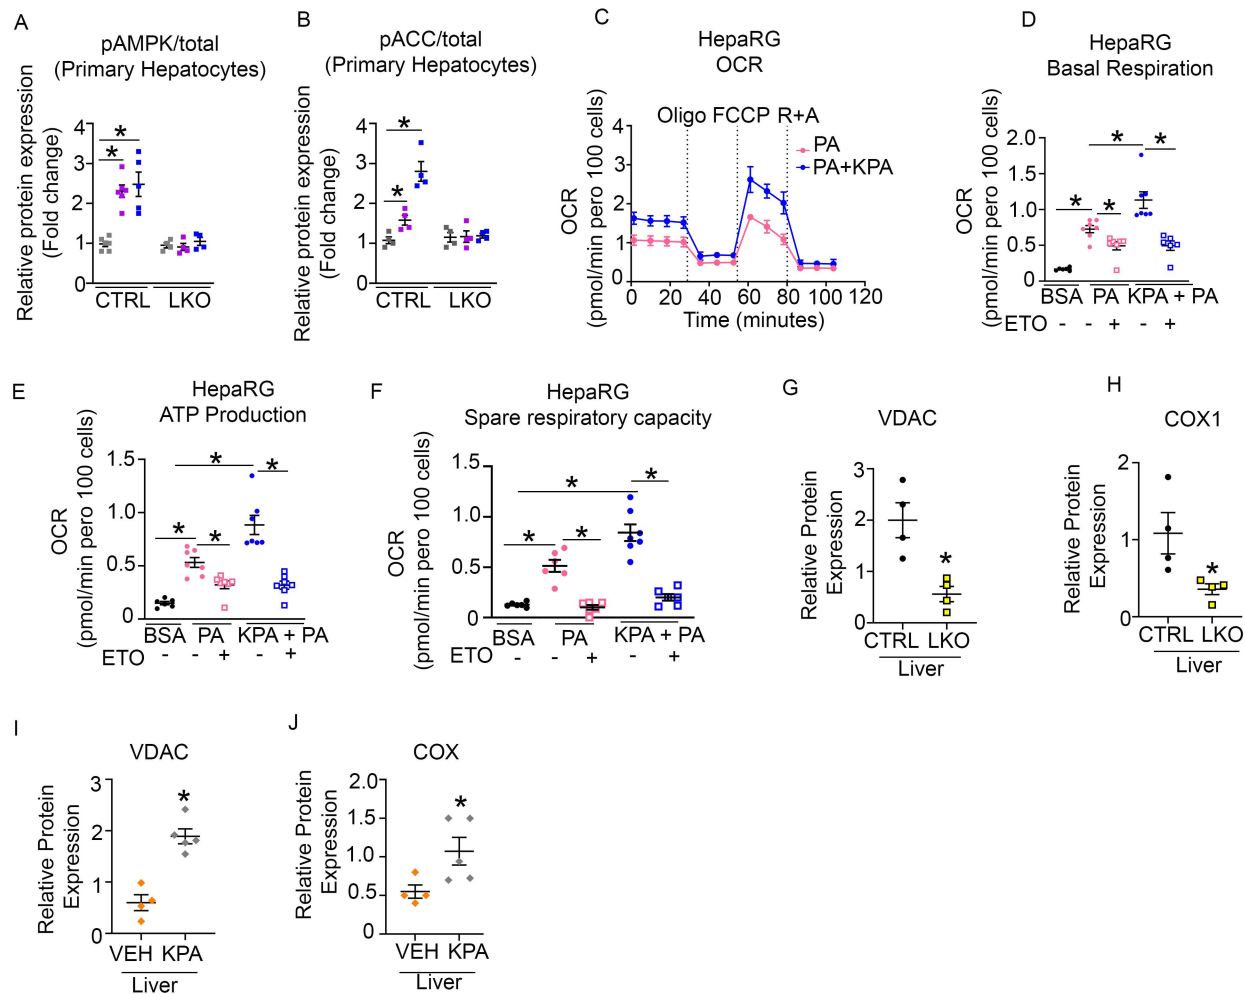 A
pAMPK/total
(Primary Hepatocytes)
Relative protein expression
(Fold change)
4
3
2
1
0
*
*
CTRL LKO
B
pACC/total
(Primary Hepatocytes)
Relative protein expression
(Fold change)
4
3
2
1
0
*
*
CTRL LKO
C
HepaRG
OCR
Oligo FCCP R+A
OCR
(pmol/min pero 100 cells)
4
3
2
1
0
PA
PA+KPA
0 20 40 60 80 100 120
Time (minutes)
D
HepaRG
Basal Respiration
OCR
(pmol/min pero 100 cells)
2.0
1.5
1.0
0.5
0
* *
* *
BSA PA KPA + PA
ETO - - + - +
E
HepaRG
ATP Production
OCR
(pmol/min pero 100 cells)
1.5
1.0
0.5
0
* *
* *
BSA PA KPA + PA
ETO - - + - +
F
HepaRG
Spare respiratory capacity
OCR
(pmol/min pero 100 cells)
1.5
1.0
0.5
0
* *
* *
BSA PA KPA + PA
ETO - - + - +
G
VDAC
Relative Protein
Expression
3
2
1
0
*
CTRL LKO
Liver
H
COX1
Relative Protein
Expression
2
1
0
*
CTRL LKO
Liver
I
VDAC
Relative Protein
Expression
3
2
1
0
*
VEH KPA
Liver
J
COX
Relative Protein
Expression
2.0
1.5
1.0
0.5
0
*
VEH KPA
Liver